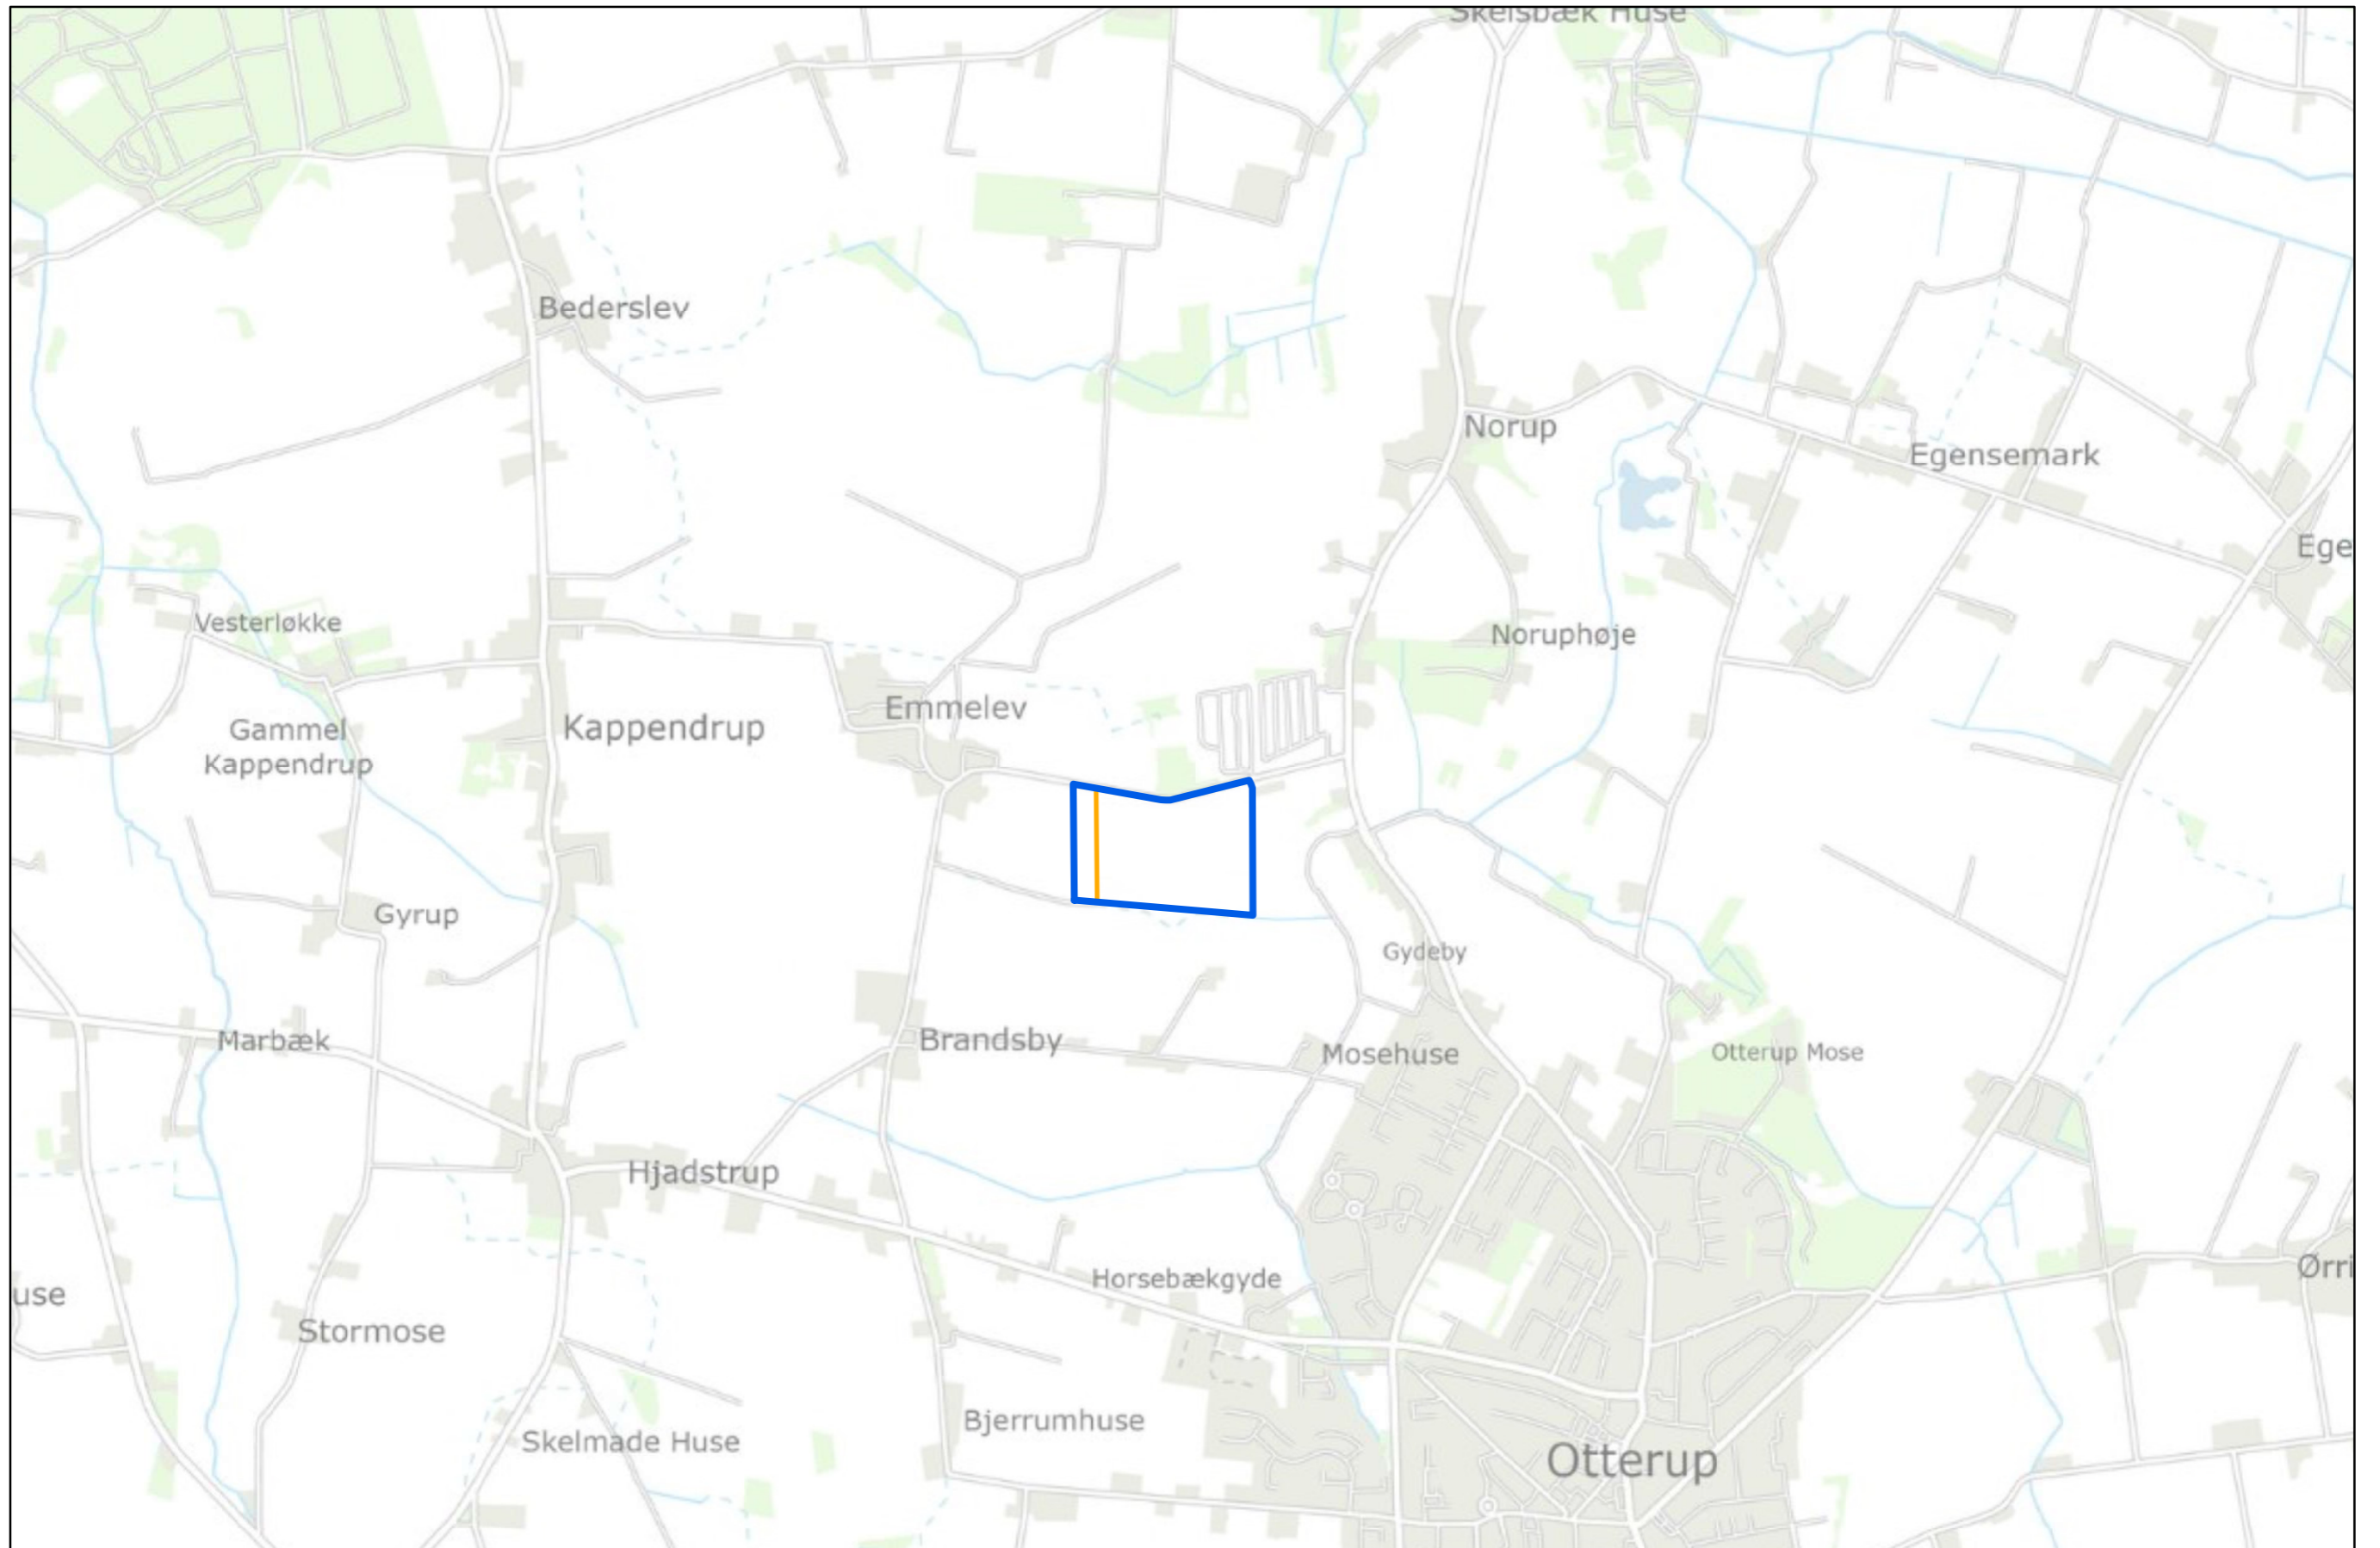 Skelsbæk Huse
Bederslev
Norup
Egensemark
Ege
Vesterløkke
Noruphøje
Emmelev
Gammel
Kappendrup
Kappendrup
Gyrup
Gydeby
Marbæk
Brandsby
Mosehuse
Otterup Mose
Hjadstrup
Horsebækgyde
Ørri
use
Stormose
Bjerrumhuse
Skelmade Huse
Otterup